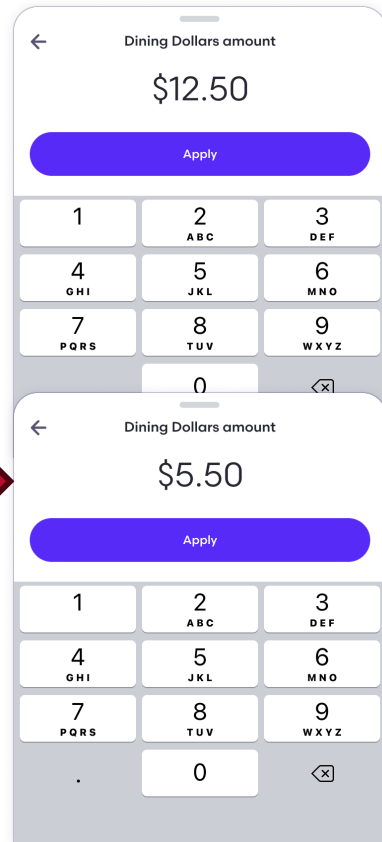 Dining Dollars amount
$12.50
Apply
1 2 3
ABC DEF
4 5 6
GHI JKL MNO
7 8 9
PQRS TUV WXYZ
0
Dining Dollars amount
$5.50
Apply
1 2 3
ABC DEF
4 5 6
GHI JKL MNO
7 8 9
PQRS TUV WXYZ
. 0